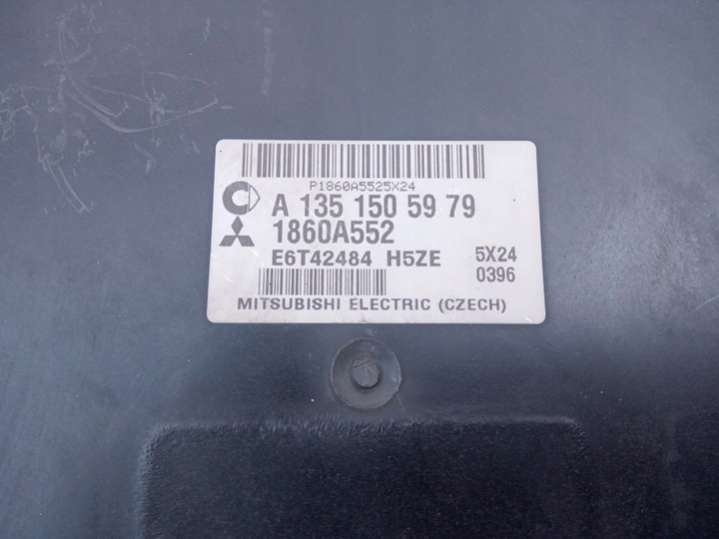 P1860A5525X24
A 135 150 59 79
1860A552
E6T42484 H5ZE 5X24
0396
MITSUBISHI ELECTRIC (CZECH)